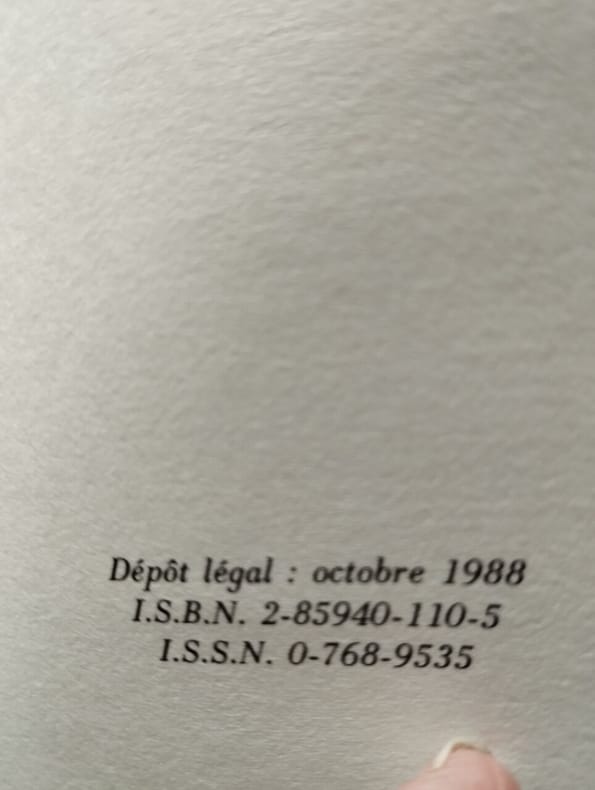 Dépôt légal : octobre 1988
I.S.B.N. 2-85940-110-5
I.S.S.N. 0-768-9535